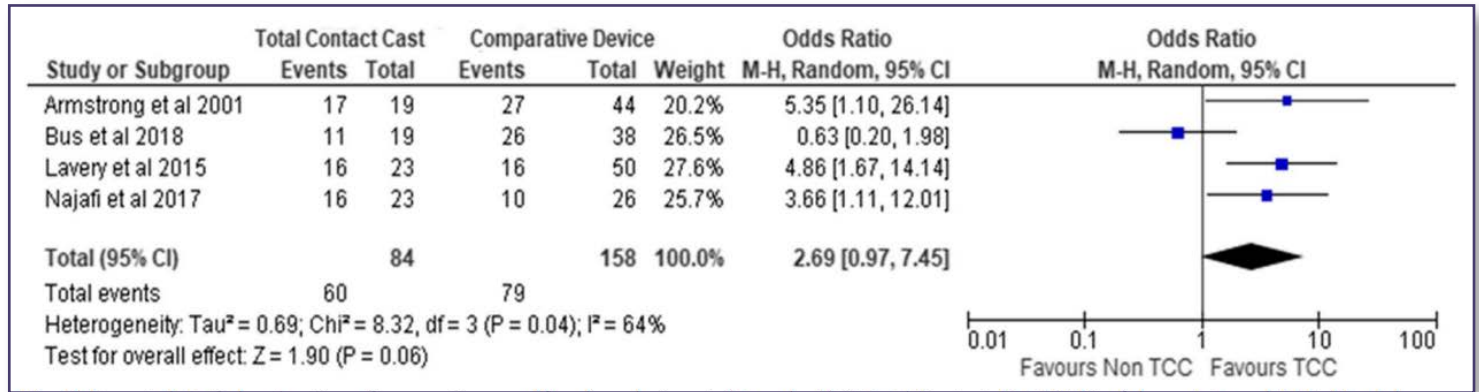 Total Contact Cast Comparative Device Odds Ratio Odds Ratio
Study or Subgroup Events Total Events Total Weight M-H, Random, 95% CI M-H, Random, 95% CI
Armstrong et al 2001 17 19 27 44 20.2% 5.35 [1.10, 26.14]
Bus et al 2018 11 19 26 38 26.5% 0.63 [0.20, 1.98]
Lavery et al 2015 16 23 16 50 27.6% 4.86 [1.67, 14.14]
Najafi et al 2017 16 23 10 26 25.7% 3.66 [1.11, 12.01]
Total (95% CI) 84 158 100.0% 2.69 [0.97, 7.45]
Total events 60 79
Heterogeneity: Tau² = 0.69; Chi² = 8.32, df = 3 (P = 0.04); I² = 64%
Test for overall effect: Z = 1.90 (P = 0.06)
0.01 0.1 1 10 100
Favours Non TCC Favours TCC